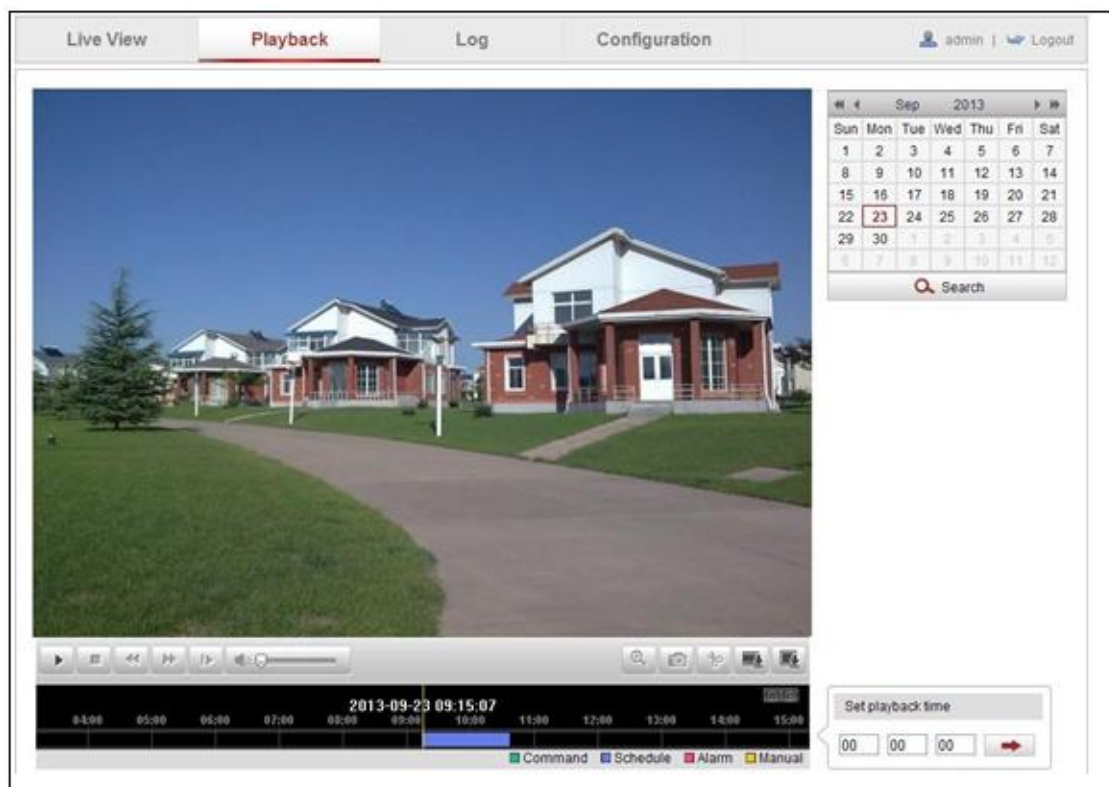 Live View Playback Log Configuration admin | Logout
Sep 2013
Sun Mon Tue Wed Thu Fri Sat
1 2 3 4 5 6 7
8 9 10 11 12 13 14
15 16 17 18 19 20 21
22 23 24 25 26 27 28
29 30 1 2 3 4 5
6 7 8 9 10 11 12
Search
2013-09-23 09:15:07
04:00 05:00 06:00 07:00 08:00 09:00 10:00 11:00 12:00 13:00 14:00 15:00
Command Schedule Alarm Manual
Set playback time
00 00 00